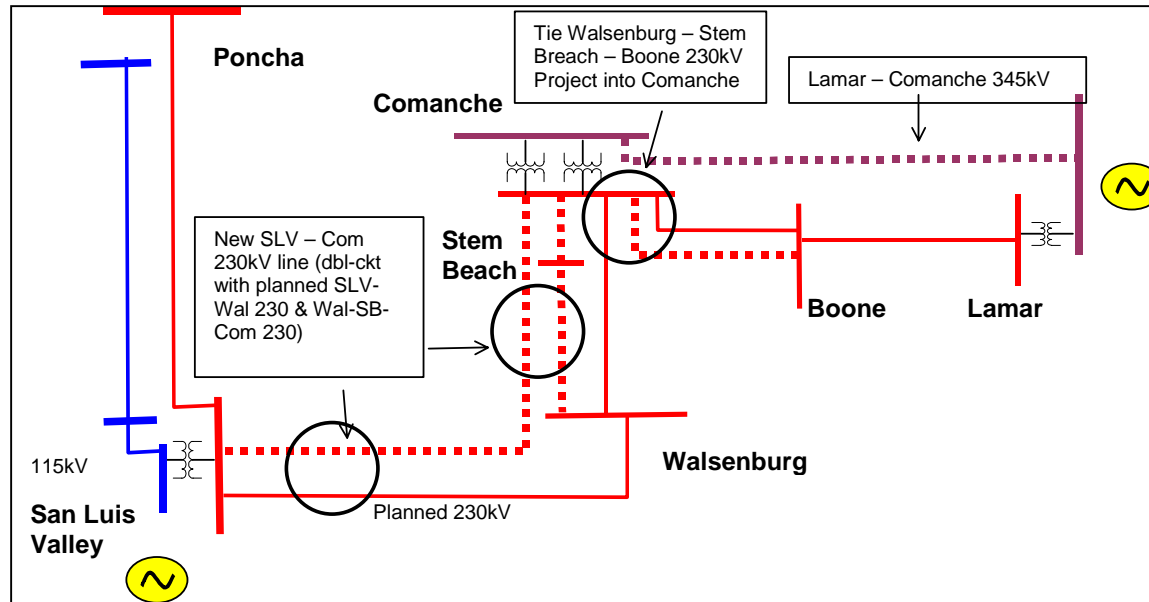 Poncha
Tie Walsenburg – Stem
Breach – Boone 230kV
Project into Comanche
Lamar – Comanche 345kV
Comanche
New SLV – Com
230kV line (dbl-ckt
with planned SLV-
Wal 230 & Wal-SB-
Com 230)
Stem
Beach
Boone
Lamar
Walsenburg
115kV
Planned 230kV
San Luis
Valley